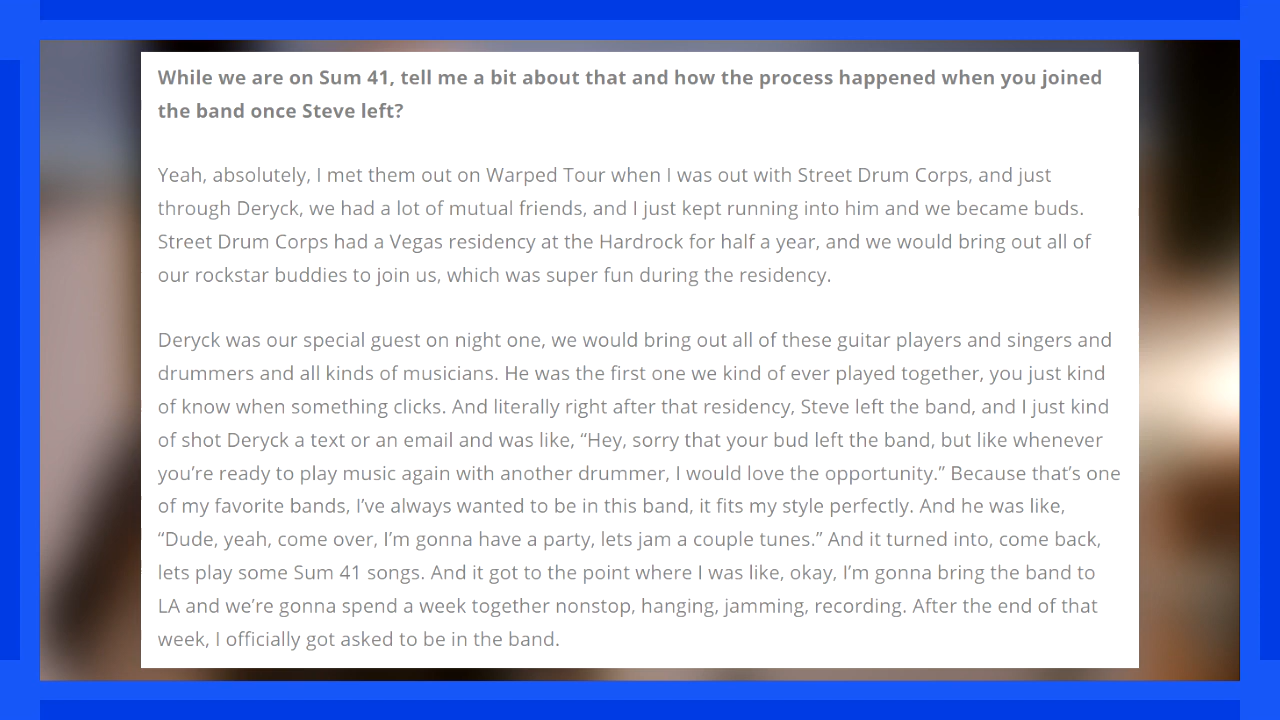 While we are on Sum 41, tell me a bit about that and how the process happened when you joined
the band once Steve left?
Yeah, absolutely, I met them out on Warped Tour when I was out with Street Drum Corps, and just
through Deryck, we had a lot of mutual friends, and I just kept running into him and we became buds.
Street Drum Corps had a Vegas residency at the Hardrock for half a year, and we would bring out all of
our rockstar buddies to join us, which was super fun during the residency.
Deryck was our special guest on night one, we would bring out all of these guitar players and singers and
drummers and all kinds of musicians. He was the first one we kind of ever played together, you just kind
of know when something clicks. And literally right after that residency, Steve left the band, and I just kind
of shot Deryck a text or an email and was like, “Hey, sorry that your bud left the band, but like whenever
you’re ready to play music again with another drummer, I would love the opportunity.” Because that’s one
of my favorite bands, I’ve always wanted to be in this band, it fits my style perfectly. And he was like,
“Dude, yeah, come over, I’m gonna have a party, lets jam a couple tunes.” And it turned into, come back,
lets play some Sum 41 songs. And it got to the point where I was like, okay, I’m gonna bring the band to
LA and we’re gonna spend a week together nonstop, hanging, jamming, recording. After the end of that
week, I officially got asked to be in the band.